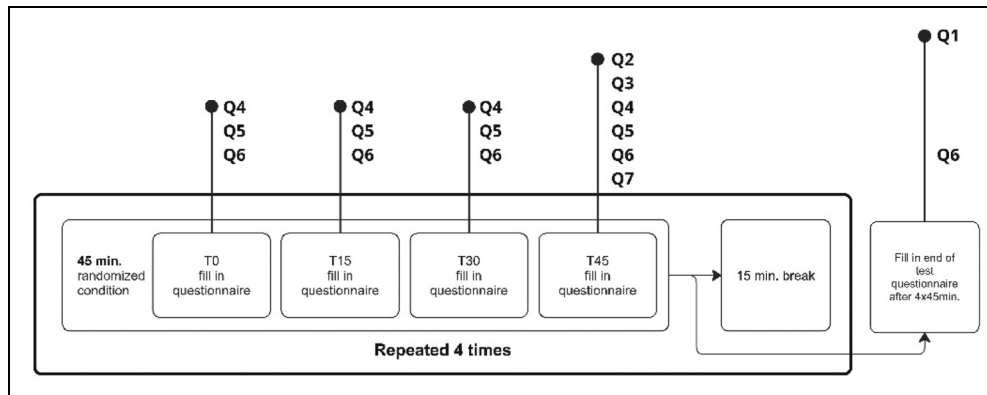 Q1
Q2
Q3
Q4
Q4
Q4
Q4
Q5
Q5
Q5
Q5
Q6
Q6
Q6
Q6
Q6
Q7
45 min.
randomized
condition
T0
fill in
questionnaire
T15
fill in
questionnaire
T30
fill in
questionnaire
T45
fill in
questionnaire
15 min. break
Fill in end of
test
questionnaire
after 4x45min.
Repeated 4 times